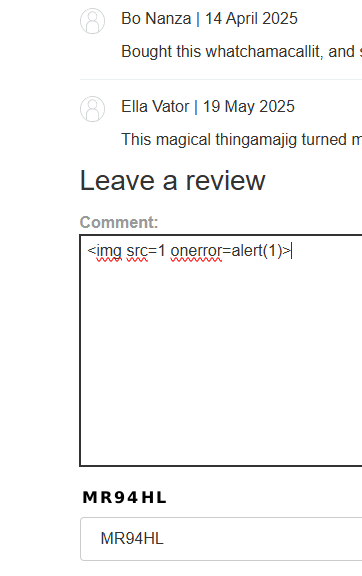 Bo Nanza | 14 April 2025
Bought this whatchamacallit, and
Ella Vator | 19 May 2025
This magical thingamajig turned
Leave a review
Comment:
<img src=1 onerror=alert(1)>
MR94HL
MR94HL